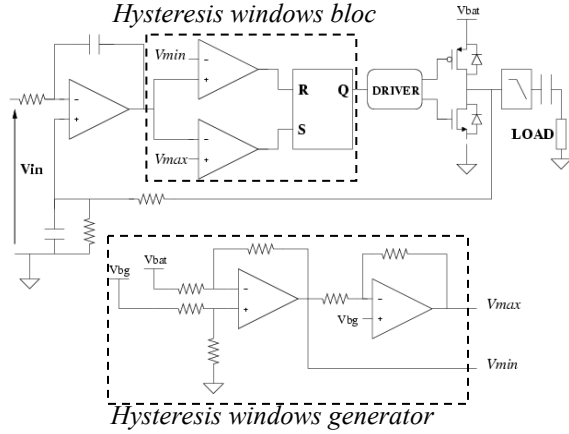 Hysteresis windows bloc
Vbat
Vmin
−
+
−
+
R Q
S
DRIVER
−
+
Vmax
LOAD
Vin
Vbg
Vbat
−
+
−
+
Vbg
Vmax
Vmin
Hysteresis windows generator